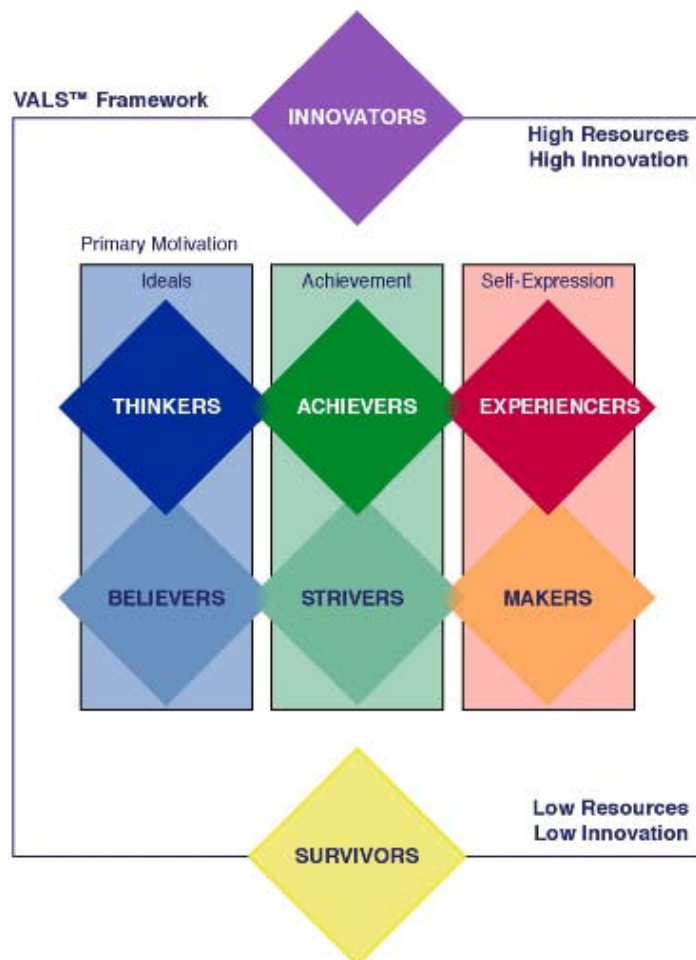 VALS™ Framework
INNOVATORS
High Resources
High Innovation
Primary Motivation
Ideals
Achievement
Self-Expression
THINKERS
ACHIEVERS
EXPERIENCERS
BELIEVERS
STRIVERS
MAKERS
Low Resources
Low Innovation
SURVIVORS